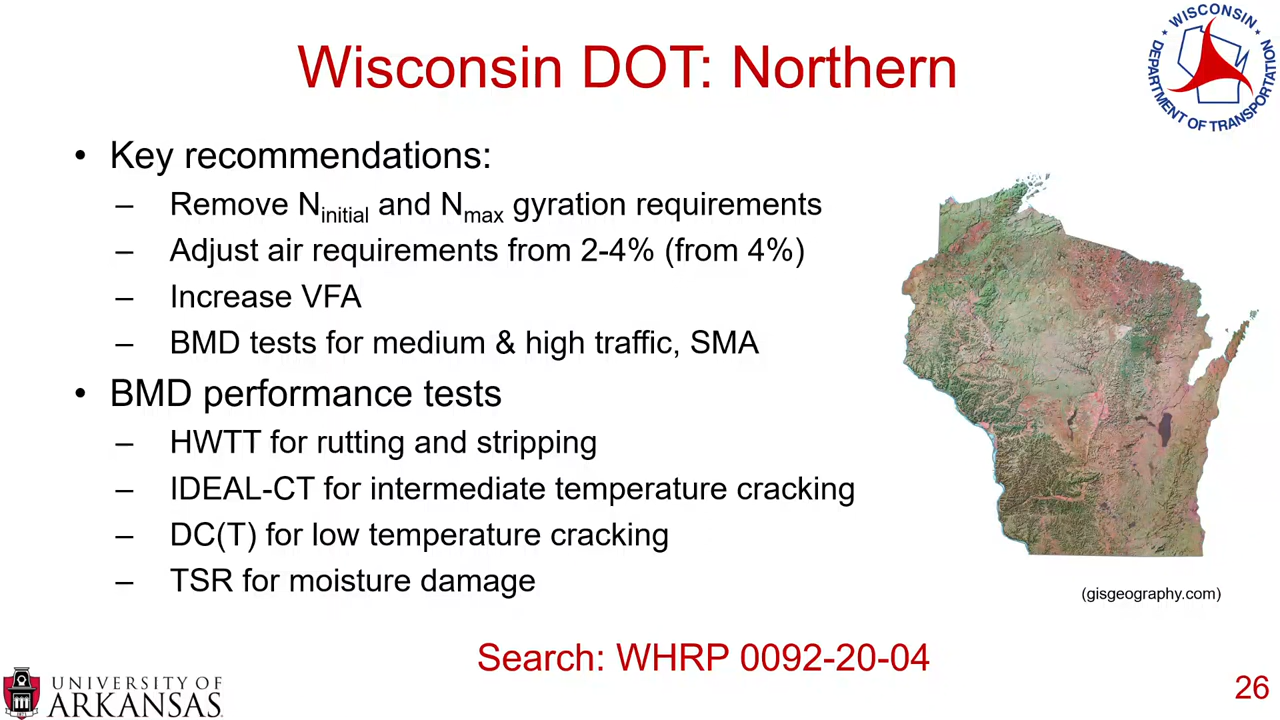 Wisconsin DOT: Northern
WISCONSIN
DEPARTMENT OF TRANSPORTATION
• Key recommendations:
– Remove Ninitial and Nmax gyration requirements
– Adjust air requirements from 2-4% (from 4%)
– Increase VFA
– BMD tests for medium & high traffic, SMA
• BMD performance tests
– HWTT for rutting and stripping
– IDEAL-CT for intermediate temperature cracking
– DC(T) for low temperature cracking
– TSR for moisture damage
(gisgeography.com)
Search: WHRP 0092-20-04
UNIVERSITY OF
ARKANSAS
26